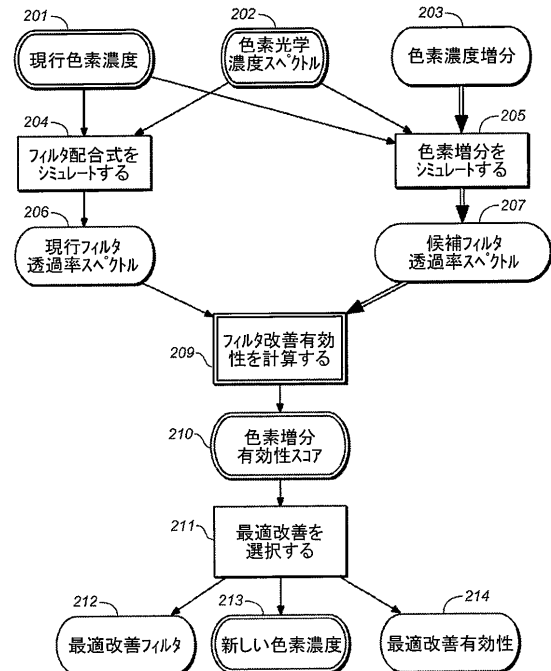 201
現行色素濃度
202
色素光学
濃度スペクトル
203
色素濃度増分
204
フィルタ配合式を
シミュレートする
205
色素増分を
シミュレートする
206
現行フィルタ
透過率スペクトル
207
候補フィルタ
透過率スペクトル
209
フィルタ改善有効
性を計算する
210
色素増分
有効性スコア
211
最適改善を
選択する
212
最適改善フィルタ
213
新しい色素濃度
214
最適改善有効性